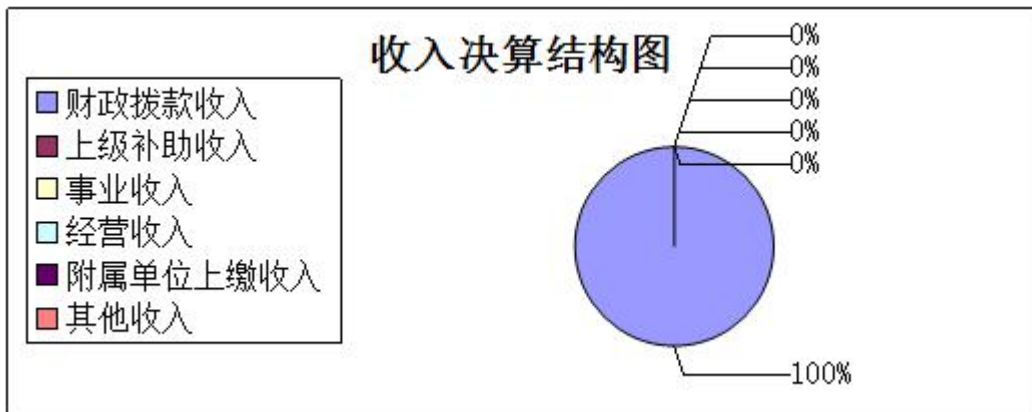 收入决算结构图
财政拨款收入
上级补助收入
事业收入
经营收入
附属单位上缴收入
其他收入
0%
0%
0%
0%
0%
100%